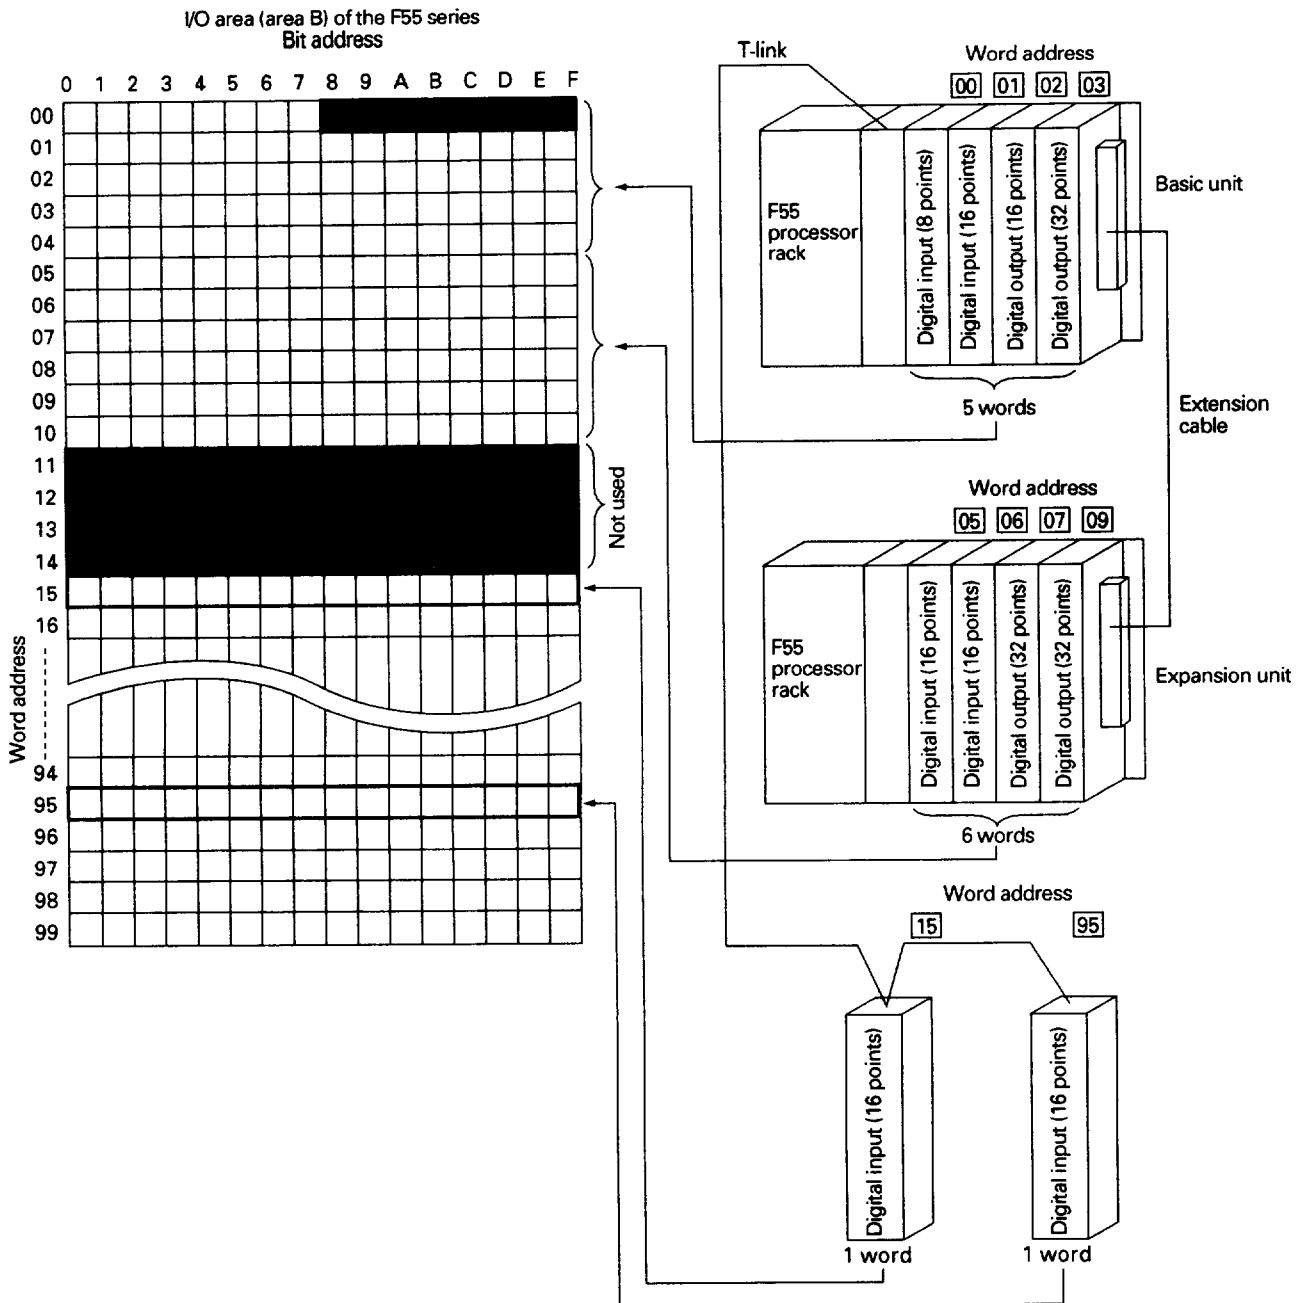 I/O area (area B) of the F55 series
Bit address
0 1 2 3 4 5 6 7 8 9 A B C D E F
00
01
02
03
04
05
06
07
08
09
10
11
12
13
14
15
16
94
95
96
97
98
99
Word address
Not used
T-link
Word address
00 01 02 03
F55
processor
rack
Digital input (8 points)
Digital input (16 points)
Digital output (16 points)
Digital output (32 points)
Basic unit
5 words
Extension
cable
Word address
05 06 07 09
F55
processor
rack
Digital input (16 points)
Digital input (16 points)
Digital output (32 points)
Digital output (32 points)
Expansion unit
6 words
Word address
15 95
Digital input (16 points)
Digital input (16 points)
1 word 1 word